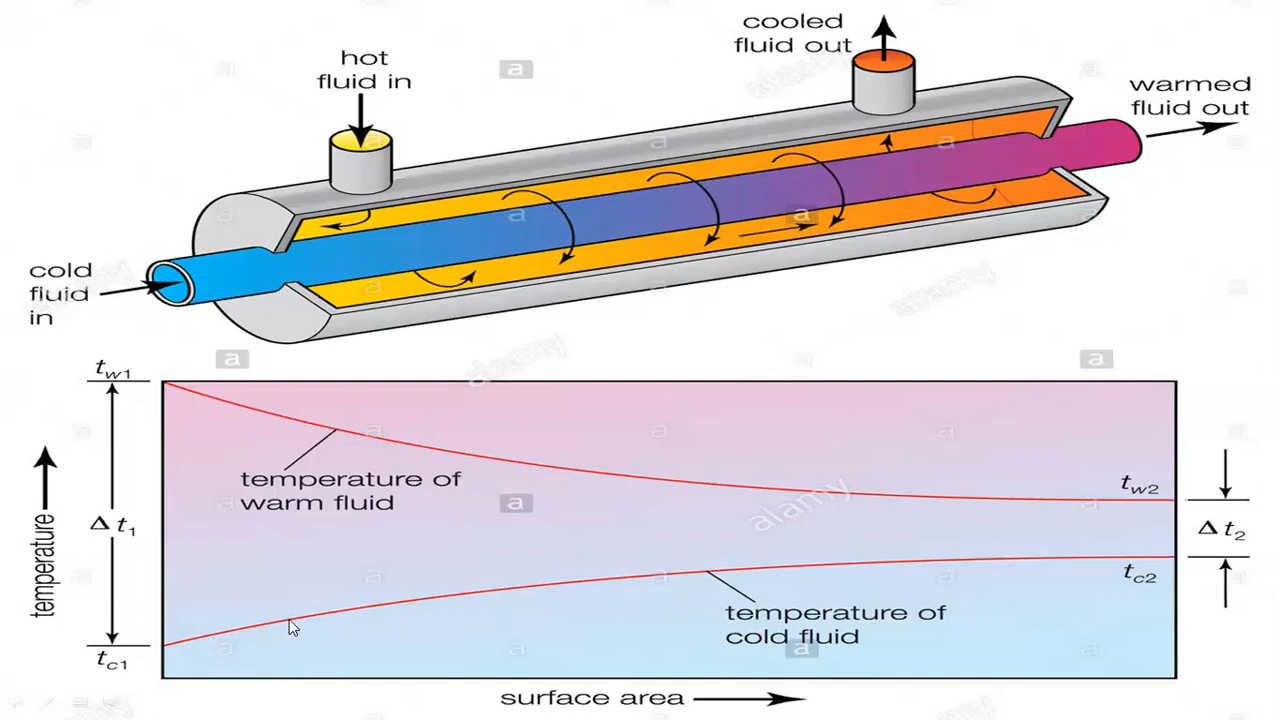 cooled
fluid out
hot
fluid in
warmed
fluid out
cold
fluid
in
alamy
a
t_w1
temperature of
warm fluid
t_w2
Δ t_1
Δ t_2
temperature
t_c2
temperature of
cold fluid
t_c1
surface area